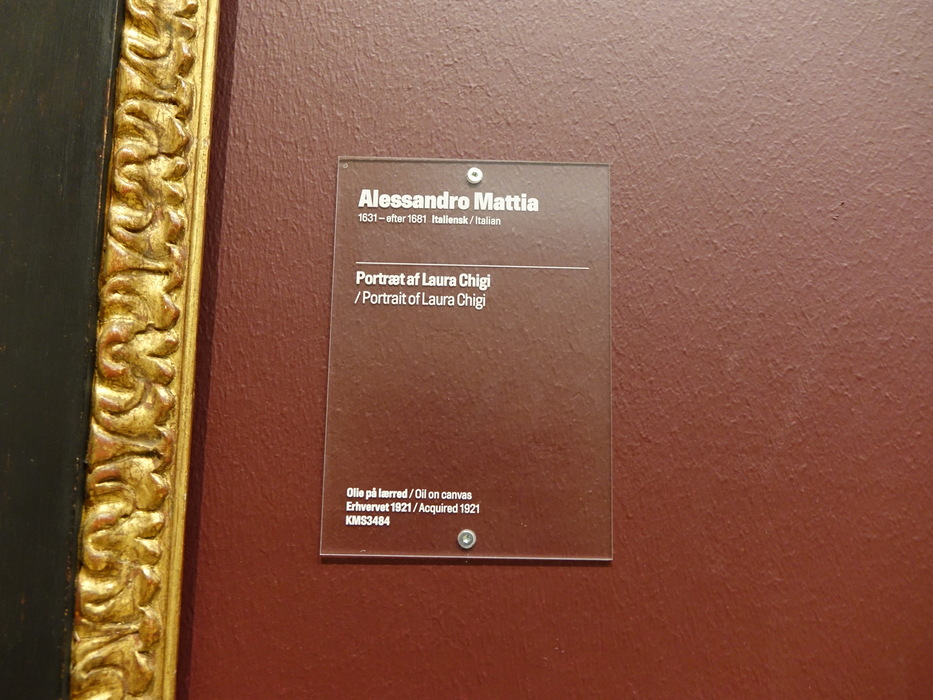 Alessandro Mattia
1631 – efter 1681 Italiensk / Italian
Portræt af Laura Chigi
/ Portrait of Laura Chigi
Olie på lærred / Oil on canvas
Erhvervet 1921 / Acquired 1921
KMS3484